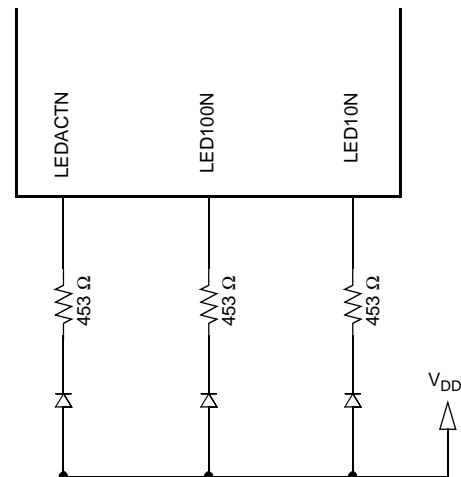 LEDACTN
LED100N
LED10N
453 Ω
453 Ω
453 Ω
VDD